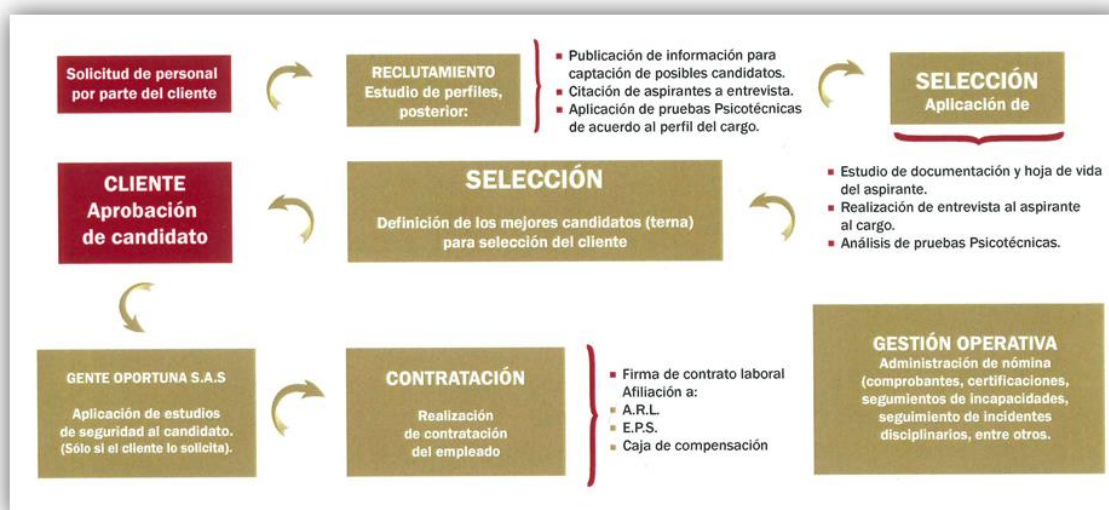 Solicitud de personal
por parte del cliente
RECLUTAMIENTO
Estudio de perfiles,
posterior:
Publicación de información para
captación de posibles candidatos.
Citación de aspirantes a entrevista.
Aplicación de pruebas Psicotécnicas
de acuerdo al perfil del cargo.
SELECCIÓN
Aplicación de
Estudio de documentación y hoja de vida
del aspirante.
Realización de entrevista al aspirante
al cargo.
Análisis de pruebas Psicotécnicas.
SELECCIÓN
Definición de los mejores candidatos (terna)
para selección del cliente
CLIENTE
Aprobación
de candidato
GENTE OPORTUNA S.A.S
Aplicación de estudios
de seguridad al candidato.
(Sólo si el cliente lo solicita).
CONTRATACIÓN
Realización
de contratación
del empleado
Firma de contrato laboral
Afiliación a:
A.R.L.
E.P.S.
Caja de compensación
GESTIÓN OPERATIVA
Administración de nómina
(comprobantes, certificaciones,
segumientos de incapacidades,
seguimiento de incidentes
disciplinarios, entre otros.